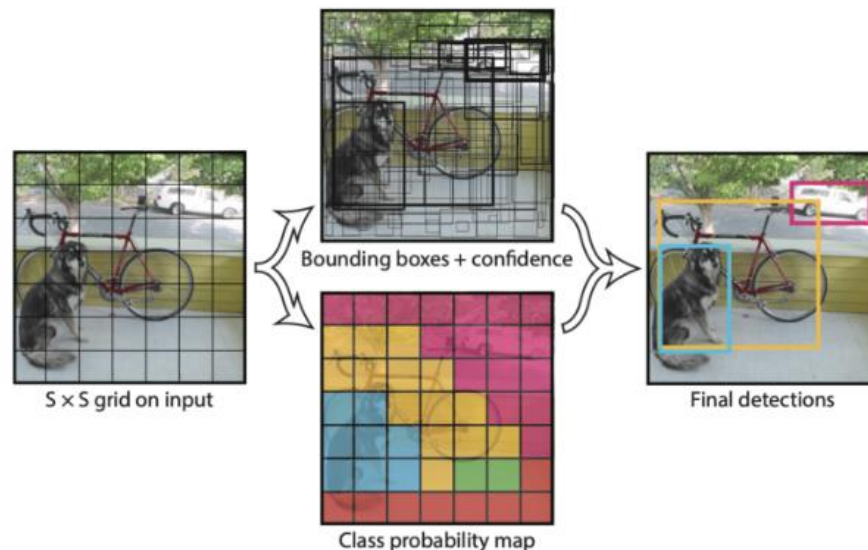 Bounding boxes + confidence
S × S grid on input
Final detections
Class probability map